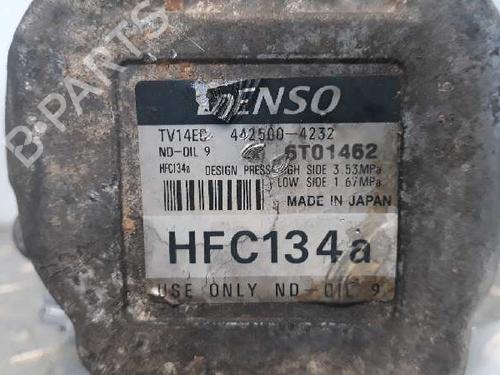 DENSO
TV14EC 442500-4232
ND-OIL 9 6T01462
HFC134a DESIGN PRESS HIGH SIDE 3.53MPa
LOW SIDE 1.67MPa
MADE IN JAPAN
HFC134a
USE ONLY ND-OIL 9
B-PARTS